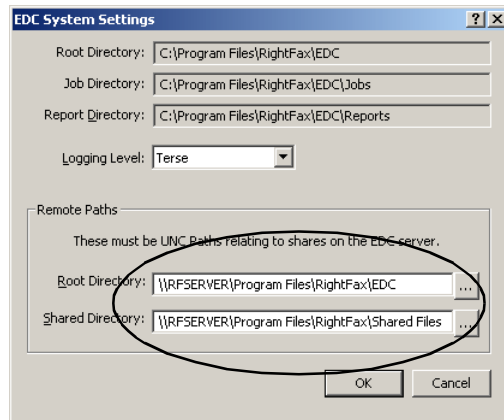 EDC System Settings
Root Directory: C:\Program Files\RightFax\EDC
Job Directory: C:\Program Files\RightFax\EDC\Jobs
Report Directory: C:\Program Files\RightFax\EDC\Reports
Logging Level: Terse
Remote Paths
These must be UNC Paths relating to shares on the EDC server.
Root Directory: \\RFSERVER\Program Files\RightFax\EDC ...
Shared Directory: \\RFSERVER\Program Files\RightFax\Shared Files ...
OK Cancel